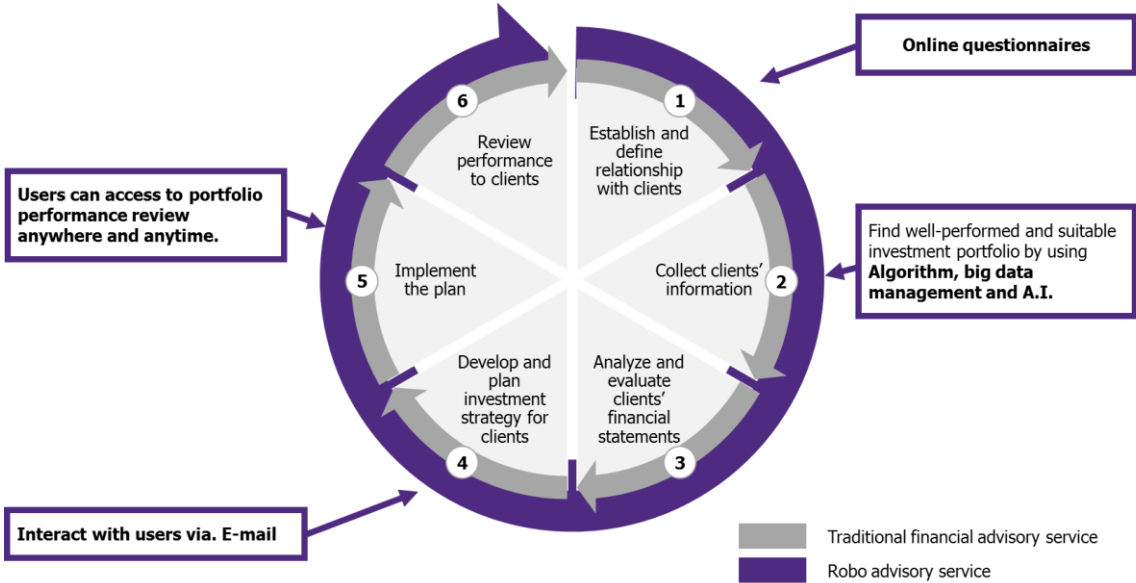 Online questionnaires
6
1
Review
performance
to clients
Establish and
define
relationship
with clients
Users can access to portfolio
performance review
anywhere and anytime.
Find well-performed and suitable
investment portfolio by using
Algorithm, big data
management and A.I.
5
Implement
the plan
Collect clients’
information
2
Develop and
plan
investment
strategy for
clients
Analyze and
evaluate
clients’
financial
statements
4
3
Interact with users via. E-mail
Traditional financial advisory service
Robo advisory service